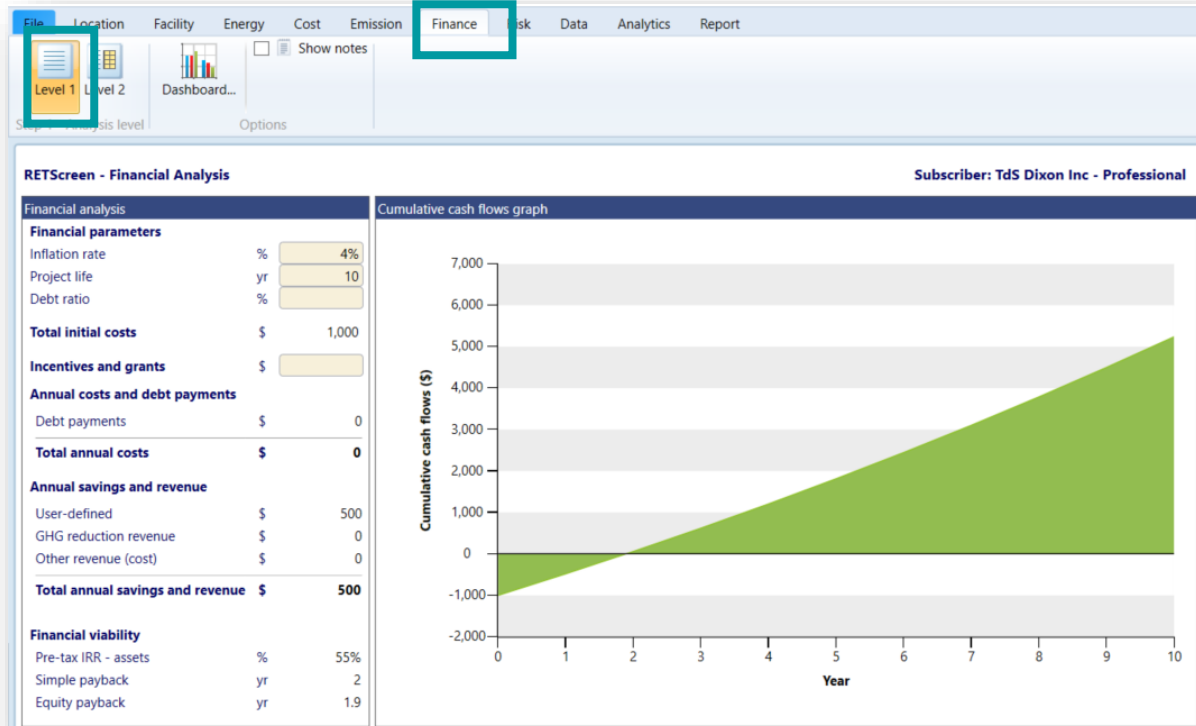 File Location Facility Energy Cost Emission Finance Risk Data Analytics Report
Show notes
Level 1 Level 2 Dashboard...
Analysis level Options
RETScreen - Financial Analysis Subscriber: TdS Dixon Inc - Professional
Financial analysis
Financial parameters
Inflation rate % 4%
Project life yr 10
Debt ratio %
Total initial costs $ 1,000
Incentives and grants $
Annual costs and debt payments
Debt payments $ 0
Total annual costs $ 0
Annual savings and revenue
User-defined $ 500
GHG reduction revenue $ 0
Other revenue (cost) $ 0
Total annual savings and revenue $ 500
Financial viability
Pre-tax IRR - assets % 55%
Simple payback yr 2
Equity payback yr 1.9
Cumulative cash flows graph
Cumulative cash flows ($)
7,000
6,000
5,000
4,000
3,000
2,000
1,000
0
-1,000
-2,000
0 1 2 3 4 5 6 7 8 9 10
Year